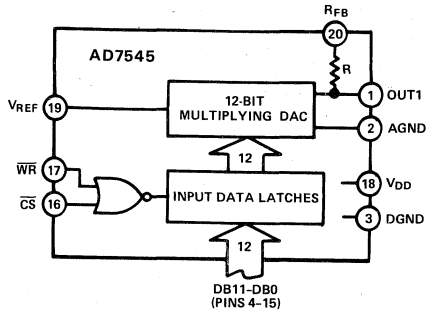 RFB
20
AD7545
R
VREF 19
12-BIT
MULTIPLYING DAC
1 OUT1
2 AGND
12
WR 17
CS 16
INPUT DATA LATCHES
18 VDD
3 DGND
12
DB11–DB0
(PINS 4–15)